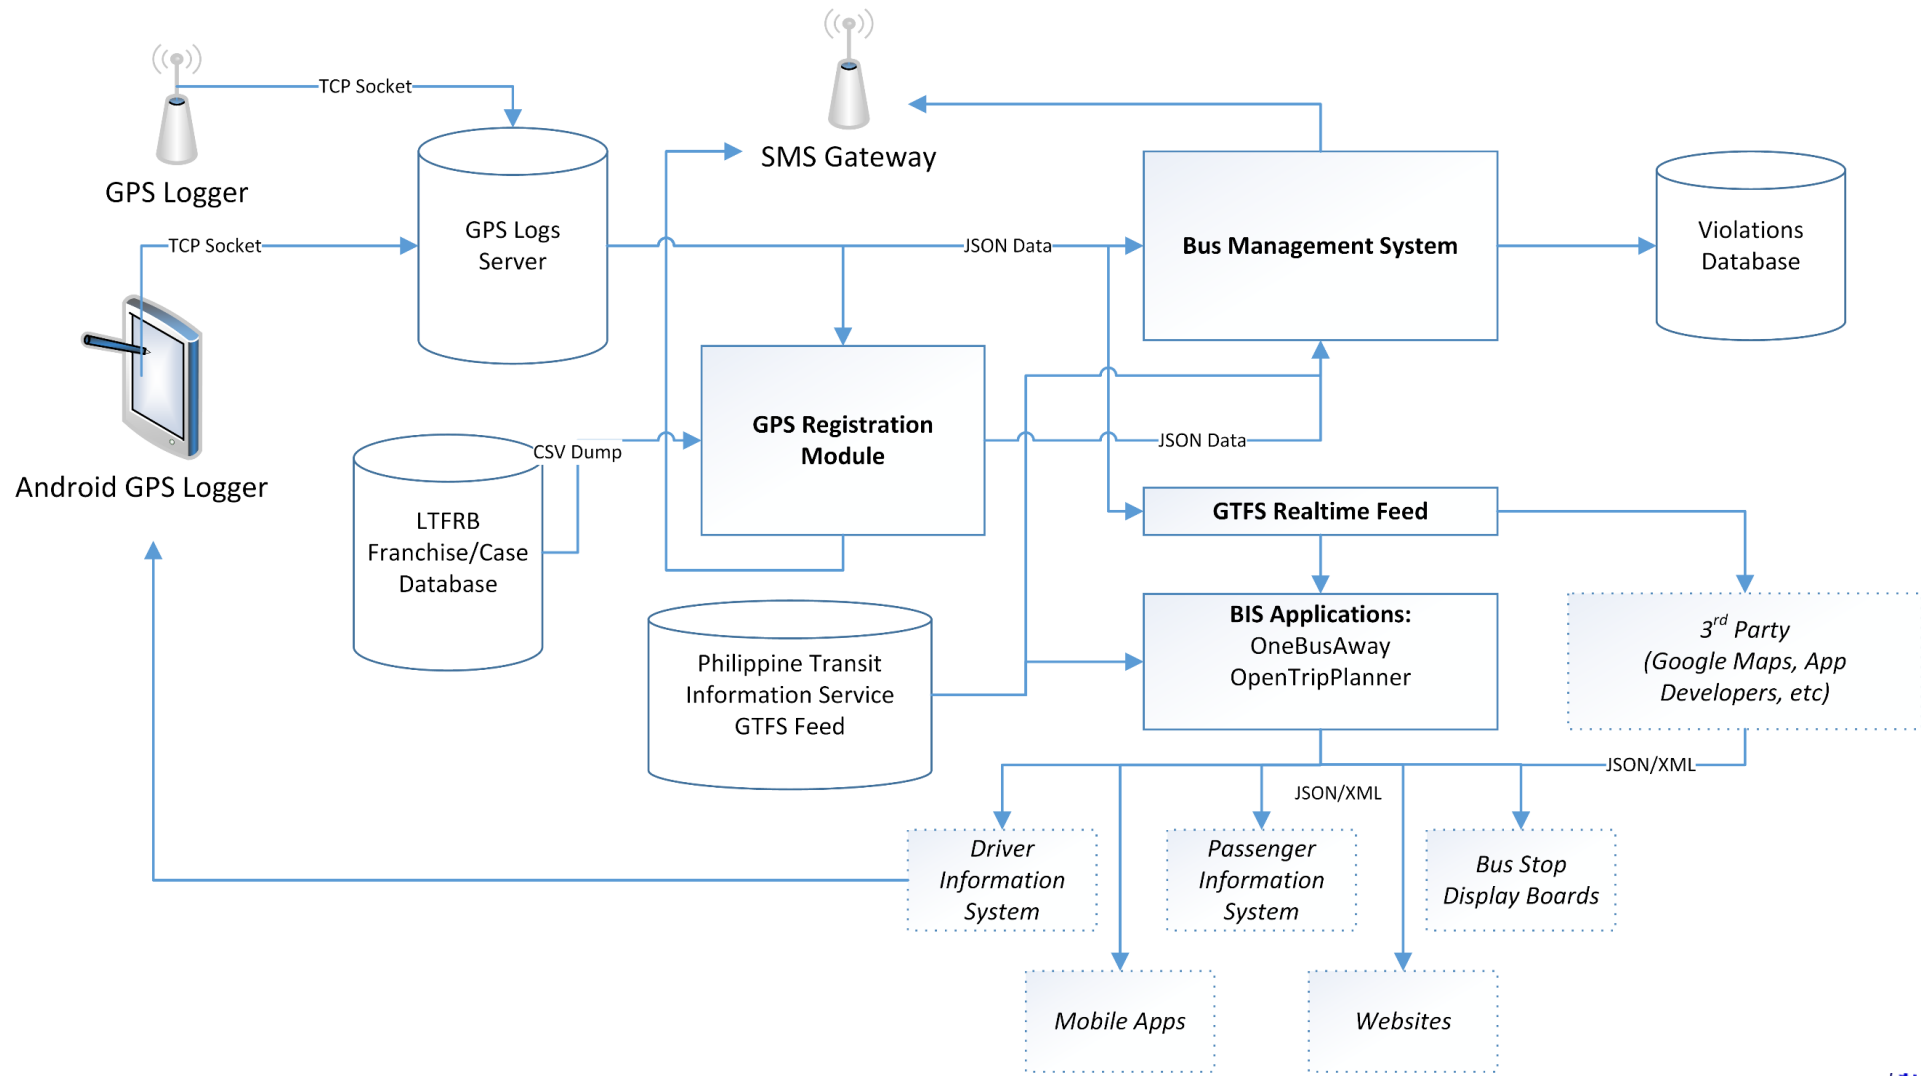 TCP Socket
GPS Logger
SMS Gateway
TCP Socket
GPS Logs
Server
JSON Data
Bus Management System
Violations
Database
Android GPS Logger
CSV Dump
GPS Registration
Module
JSON Data
LTFRB
Franchise/Case
Database
GTFS Realtime Feed
Philippine Transit
Information Service
GTFS Feed
BIS Applications:
OneBusAway
OpenTripPlanner
3rd Party
(Google Maps, App
Developers, etc)
JSON/XML
JSON/XML
Driver
Information
System
Passenger
Information
System
Bus Stop
Display Boards
Mobile Apps
Websites